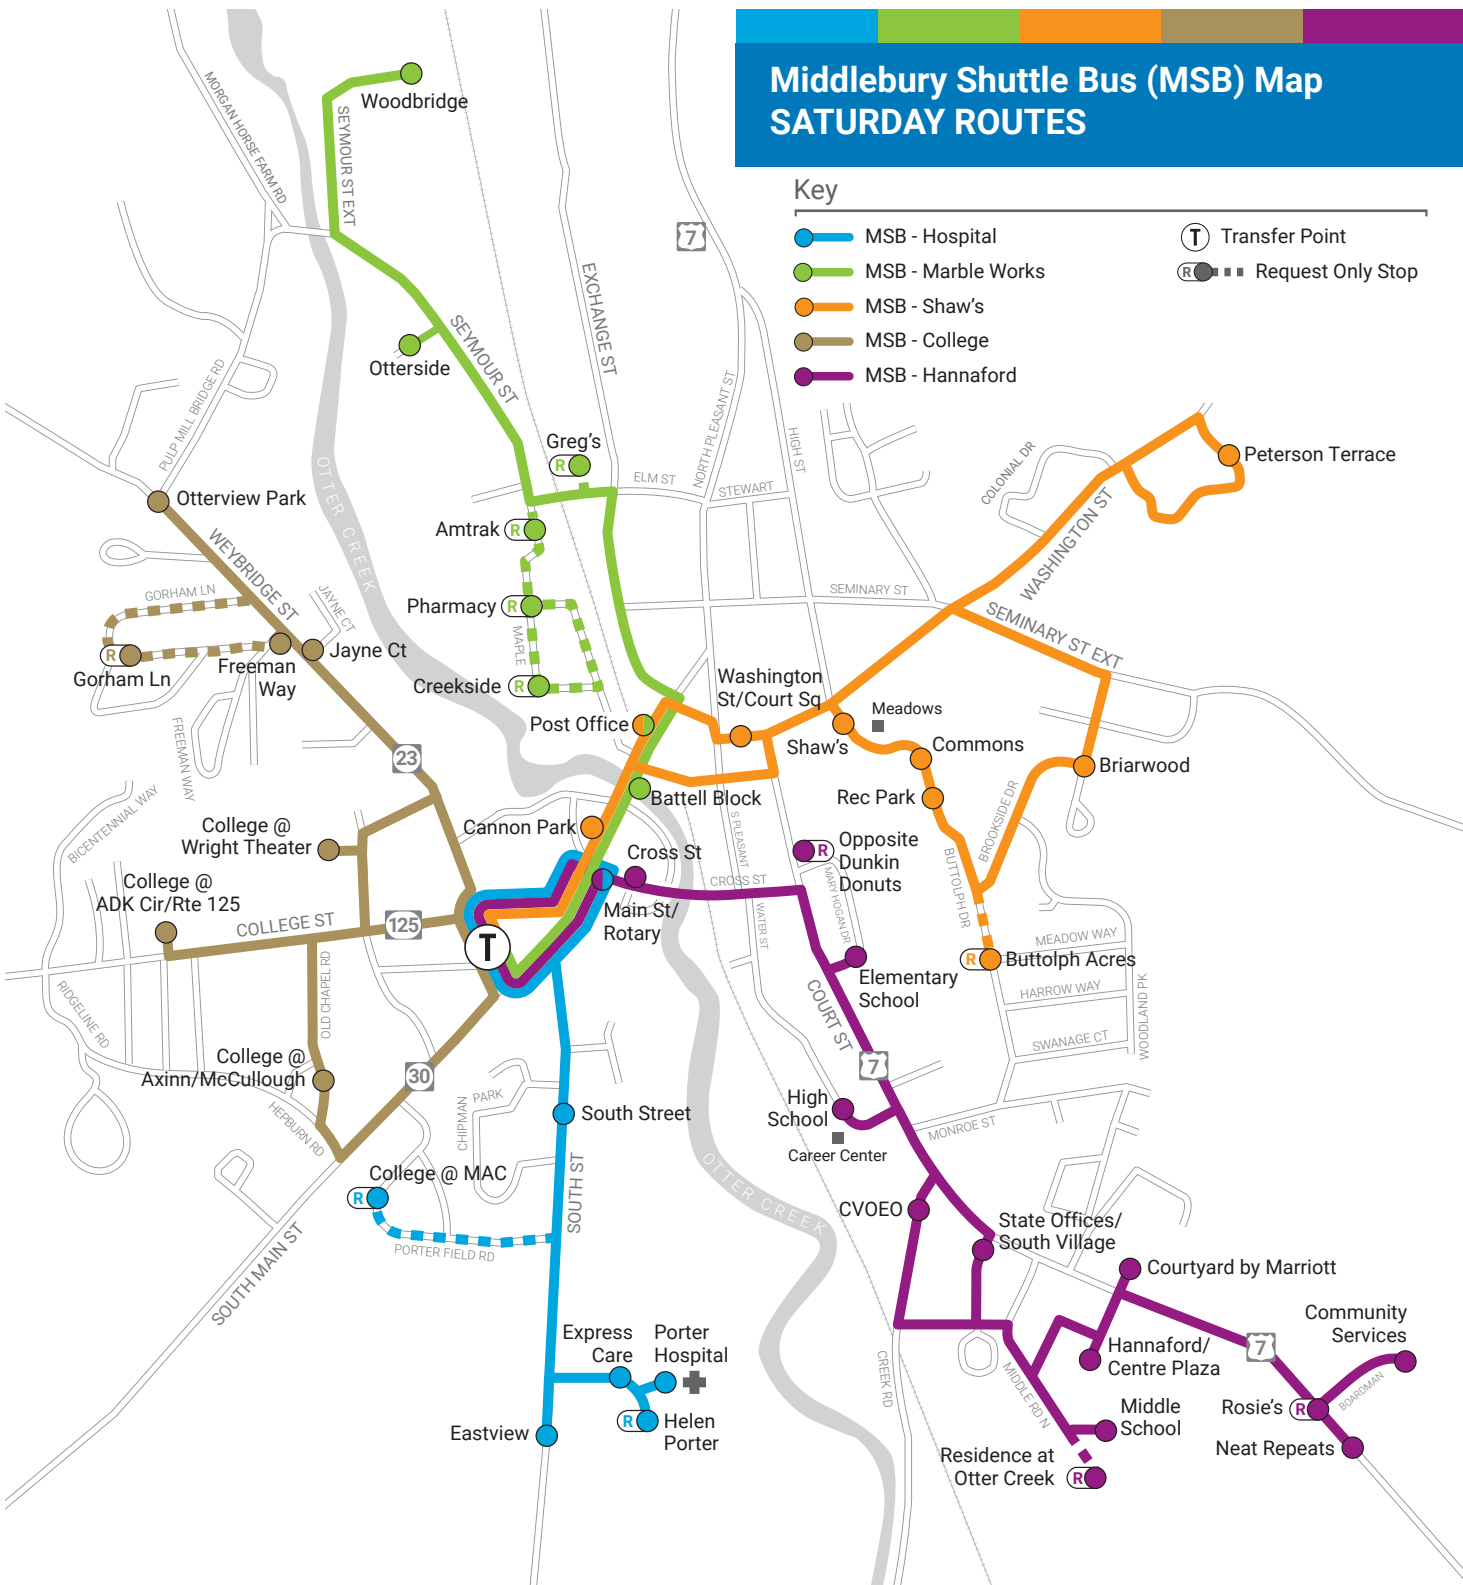 Middlebury Shuttle Bus (MSB) Map
SATURDAY ROUTES
Key
MSB - Hospital
MSB - Marble Works
MSB - Shaw's
MSB - College
MSB - Hannaford
T Transfer Point
R Request Only Stop
Woodbridge
MORGAN HORSE FARM RD
SEYMOUR ST EXT
7
EXCHANGE ST
SEYMOUR ST
Otterside
PULP MILL BRIDGE RD
NORTH PLEASANT ST
HIGH ST
Greg's
R
ELM ST
STEWART
COLONIAL DR
Peterson Terrace
WASHINGTON ST
OTTER CREEK
Otterview Park
Amtrak R
WEYBRIDGE ST
GORHAM LN
JAYNE CT
SEMINARY ST
SEMINARY ST EXT
Pharmacy R
MAPLE
R
Gorham Ln
Freeman
Way
Jayne Ct
Creekside R
Washington
St/Court Sq
Post Office
Shaw's
Meadows
Commons
FREEMAN WAY
23
Briarwood
Battell Block
Rec Park
BROOKSIDE DR
BICENTENNIAL WAY
College @
Wright Theater
Cannon Park
S PLEASANT
R Opposite
Dunkin
Donuts
Cross St
CROSS ST
MARY HOGAN DR
BUTTOLPH DR
College @
ADK Cir/Rte 125
COLLEGE ST
125
Main St/
Rotary
WATER ST
T
MEADOW WAY
R Buttolph Acres
Elementary
School
HARROW WAY
WOODLAND PK
RIDGELINE RD
OLD CHAPEL RD
COURT ST
SWANAGE CT
College @
Axinn/McCullough
30
7
CHIPMAN
PARK
HEPBURN RD
South Street
High
School
Career Center
MONROE ST
College @ MAC
R
SOUTH ST
OTTER CREEK
PORTER FIELD RD
SOUTH MAIN ST
CVOEO
State Offices/
South Village
Courtyard by Marriott
Community
Services
Express
Care
Porter
Hospital
7
Hannaford/
Centre Plaza
CREEK RD
MIDDLE RD N
BOARDMAN
Rosie's R
R Helen
Porter
Eastview
Middle
School
Neat Repeats
Residence at
Otter Creek R